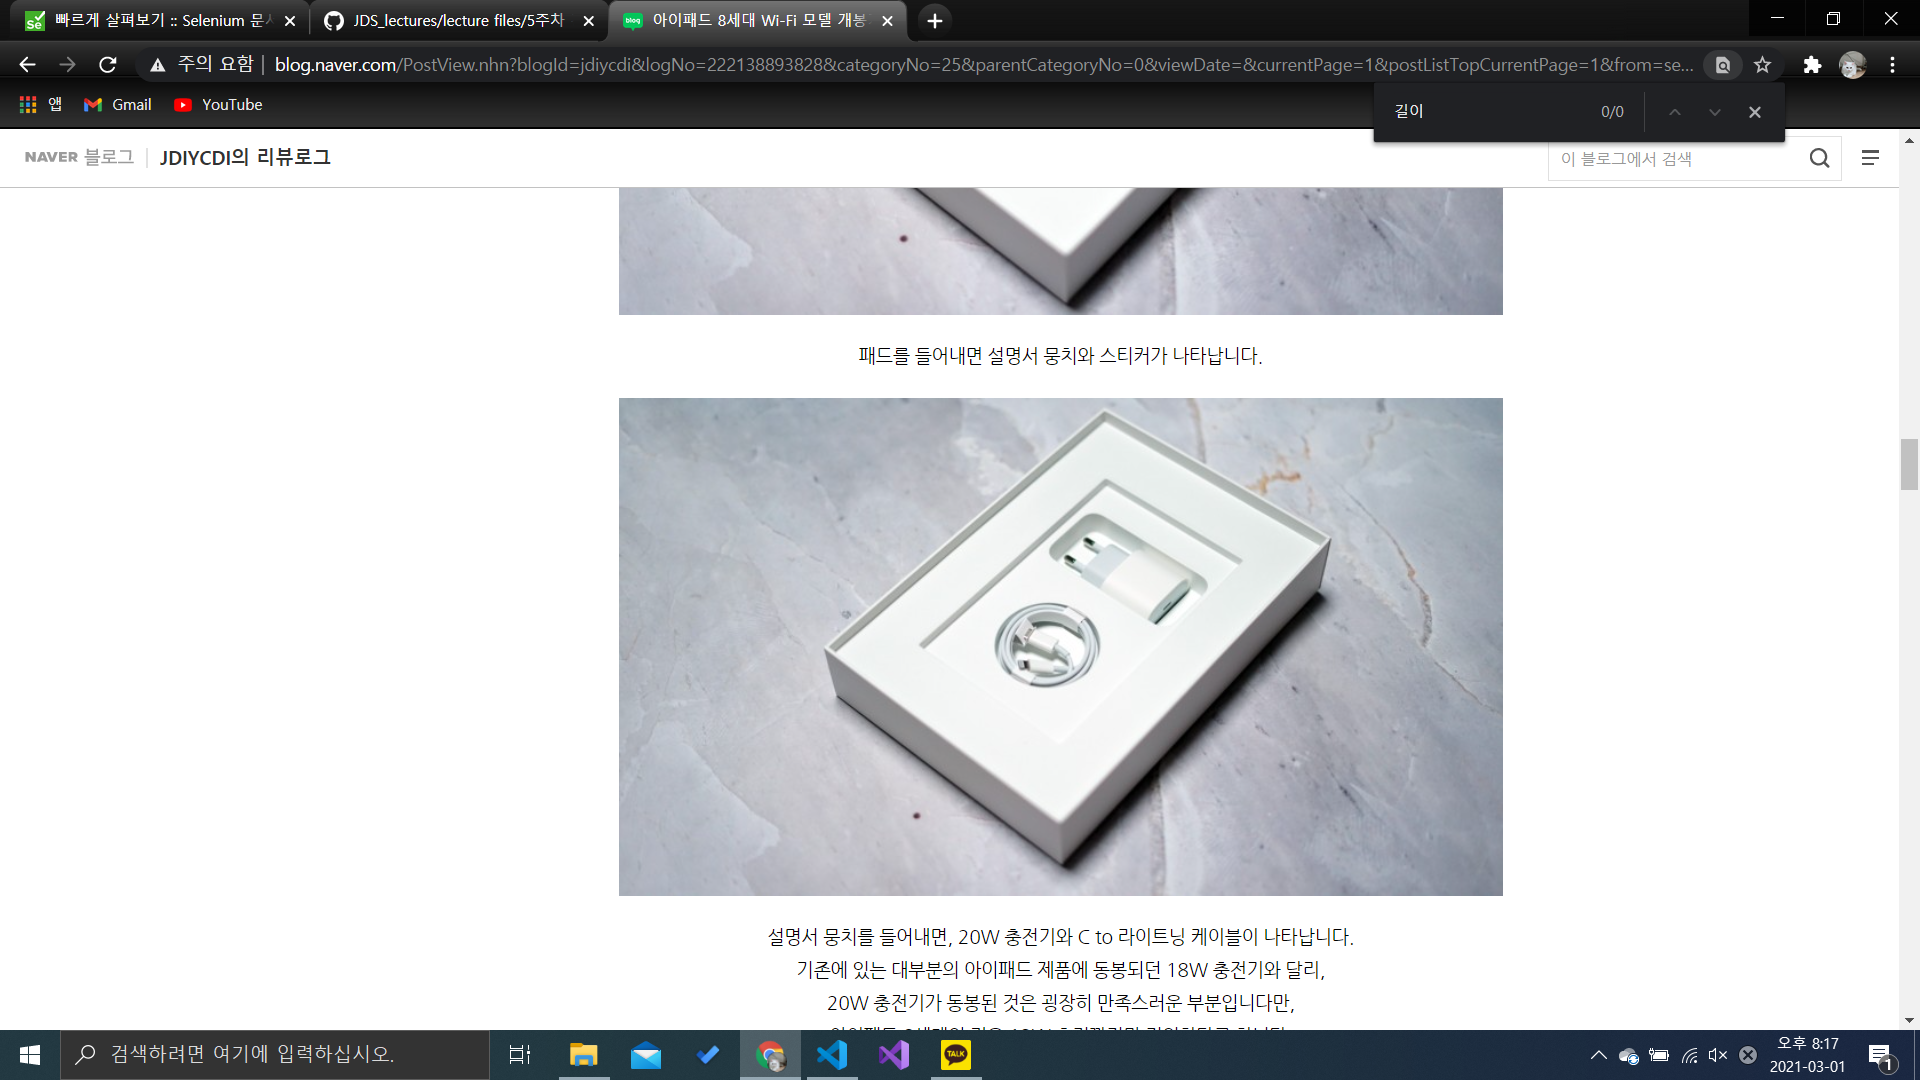 빠르게 살펴보기 :: Selenium 문서
JDS_lectures/lecture files/5주차
아이패드 8세대 Wi-Fi 모델 개봉
주의 요함
blog.naver.com/PostView.nhn?blogId=jdiycdi&logNo=222138893828&categoryNo=25&parentCategoryNo=0&viewDate=&currentPage=1&postListTopCurrentPage=1&from=se...
앱
Gmail
YouTube
길이
0/0
NAVER 블로그
JDIYCDI의 리뷰로그
이 블로그에서 검색
패드를 들어내면 설명서 뭉치와 스티커가 나타납니다.
설명서 뭉치를 들어내면, 20W 충전기와 C to 라이트닝 케이블이 나타납니다.
기존에 있는 대부분의 아이패드 제품에 동봉되던 18W 충전기와 달리,
20W 충전기가 동봉된 것은 굉장히 만족스러운 부분입니다만,
검색하려면 여기에 입력하십시오.
TALK
오후 8:17
2021-03-01
1